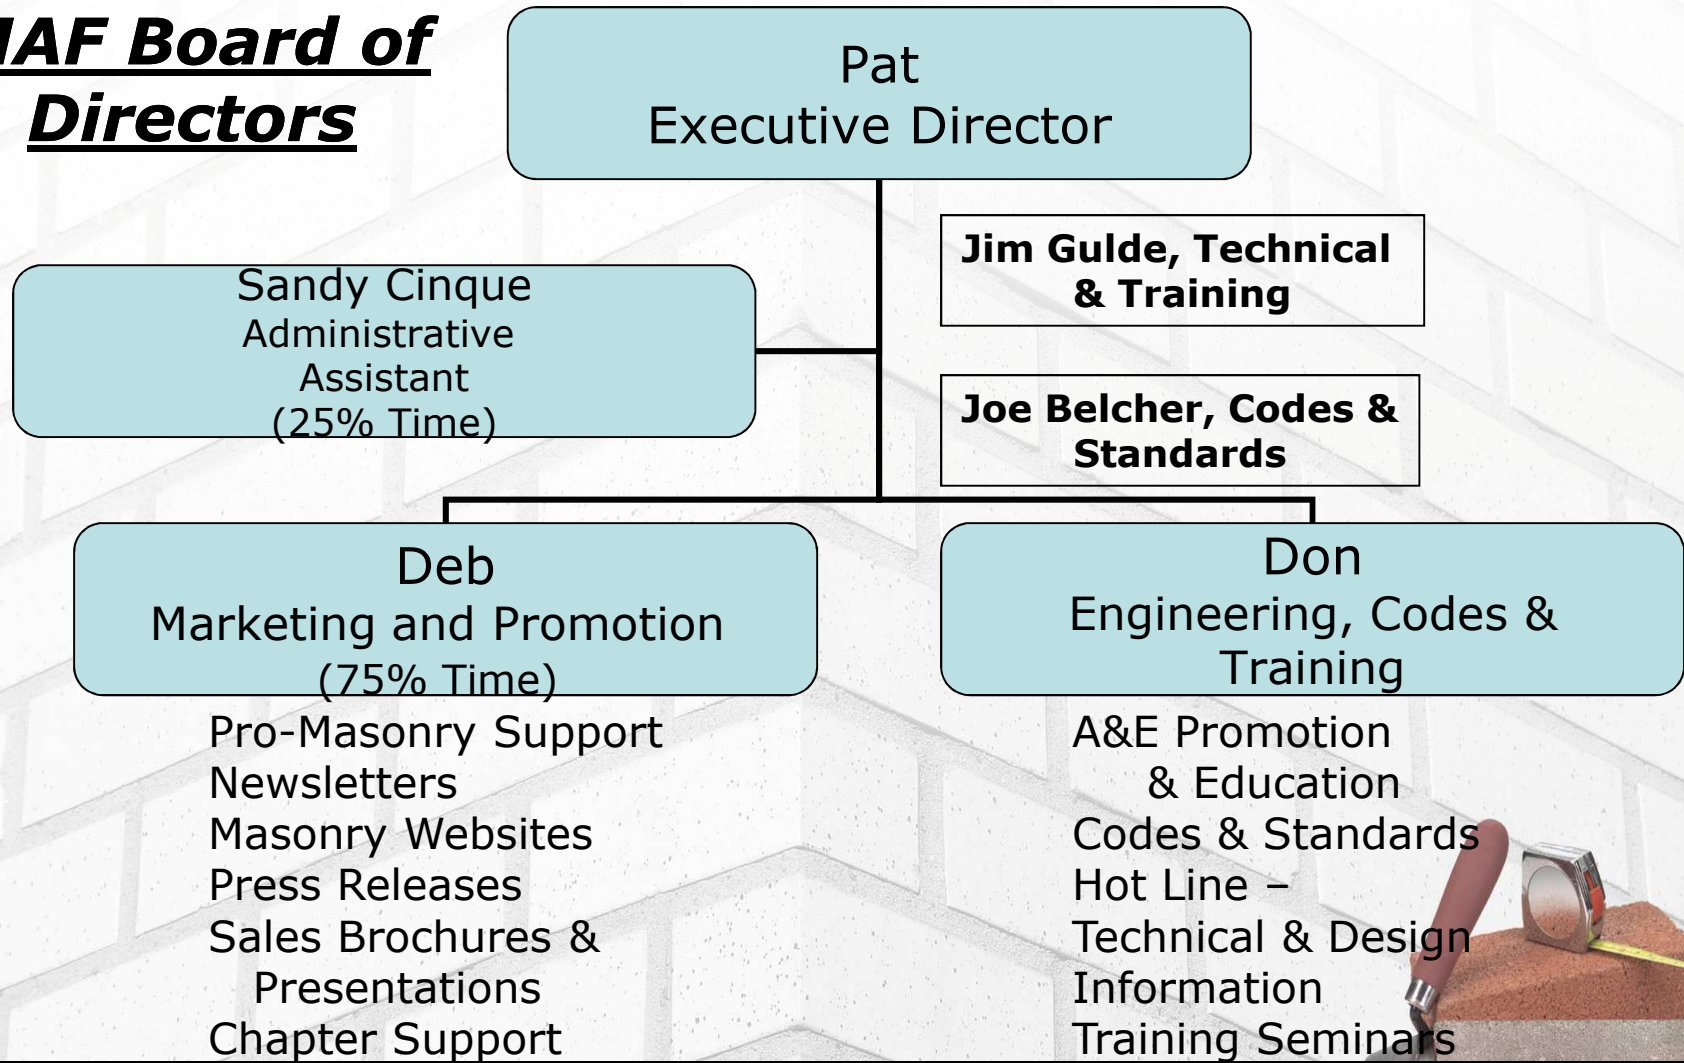 AF Board of
Directors
Pat
Executive Director
Jim Gulde, Technical
& Training
Sandy Cinque
Administrative
Assistant
(25% Time)
Joe Belcher, Codes &
Standards
Deb
Marketing and Promotion
(75% Time)
Pro-Masonry Support
Newsletters
Masonry Websites
Press Releases
Sales Brochures &
Presentations
Chapter Support
Don
Engineering, Codes &
Training
A&E Promotion
& Education
Codes & Standards
Hot Line –
Technical & Design
Information
Training Seminars